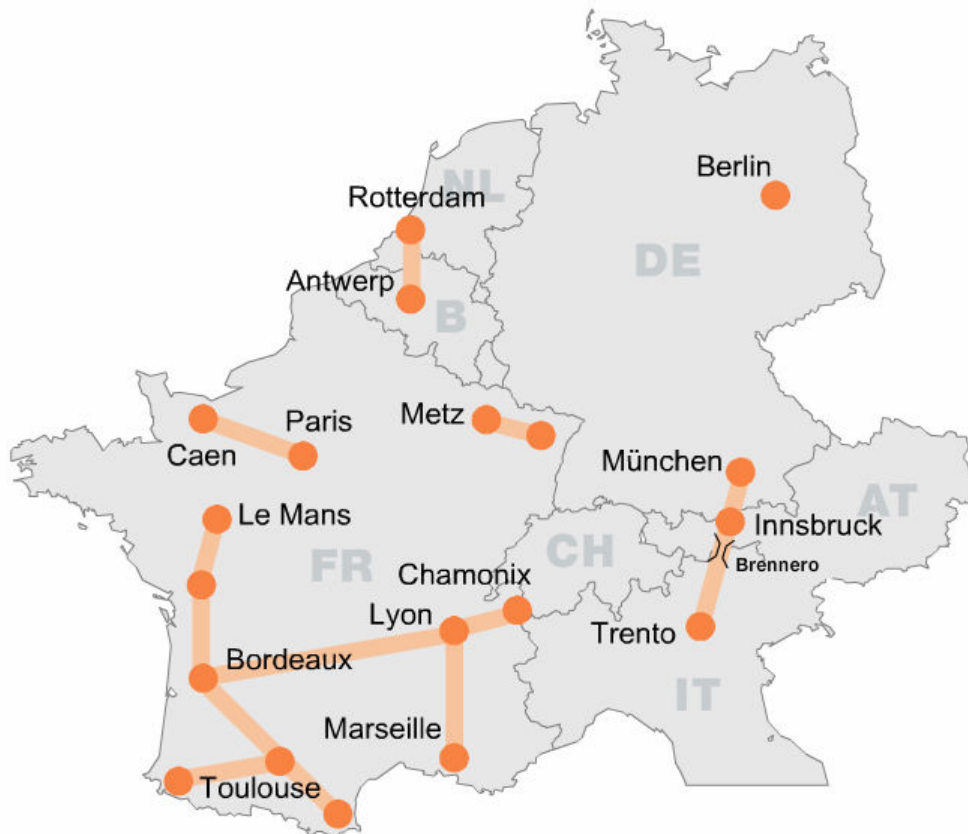 Berlin
NL
Rotterdam
DE
Antwerp
B
Paris
Metz
Caen
München
AT
Le Mans
Innsbruck
CH
FR
Brennero
Chamonix
Lyon
Trento
Bordeaux
IT
Marseille
Toulouse